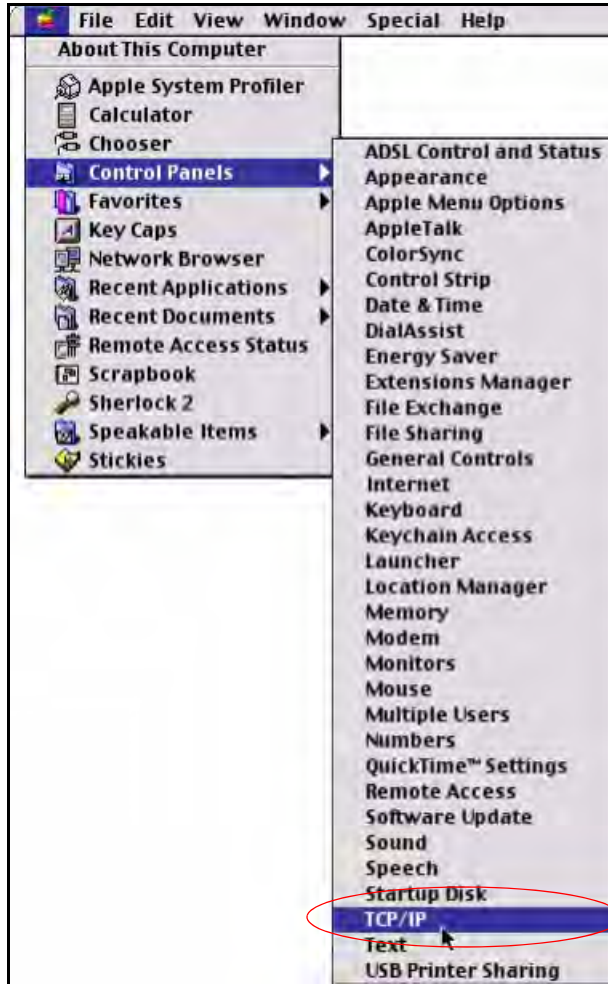 File Edit View Window Special Help
About This Computer
Apple System Profiler
Calculator
Chooser
Control Panels
Favorites
Key Caps
Network Browser
Recent Applications
Recent Documents
Remote Access Status
Scrapbook
Sherlock 2
Speakable Items
Stickies
ADSL Control and Status
Appearance
Apple Menu Options
AppleTalk
ColorSync
Control Strip
Date & Time
DialAssist
Energy Saver
Extensions Manager
File Exchange
File Sharing
General Controls
Internet
Keyboard
Keychain Access
Launcher
Location Manager
Memory
Modem
Monitors
Mouse
Multiple Users
Numbers
QuickTime™ Settings
Remote Access
Software Update
Sound
Speech
Startup Disk
TCP/IP
Text
USB Printer Sharing